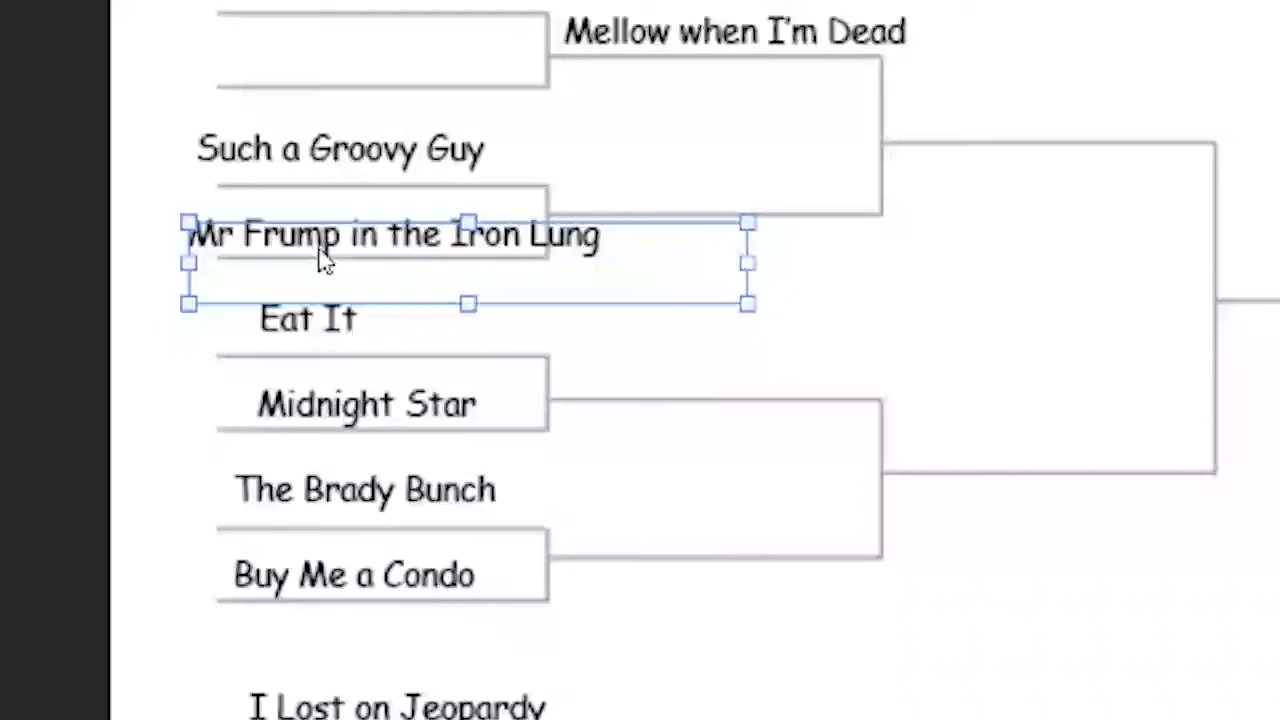 Mellow when I'm Dead
Such a Groovy Guy
Mr Frump in the Iron Lung
Eat It
Midnight Star
The Brady Bunch
Buy Me a Condo
I Lost on Jeopardy